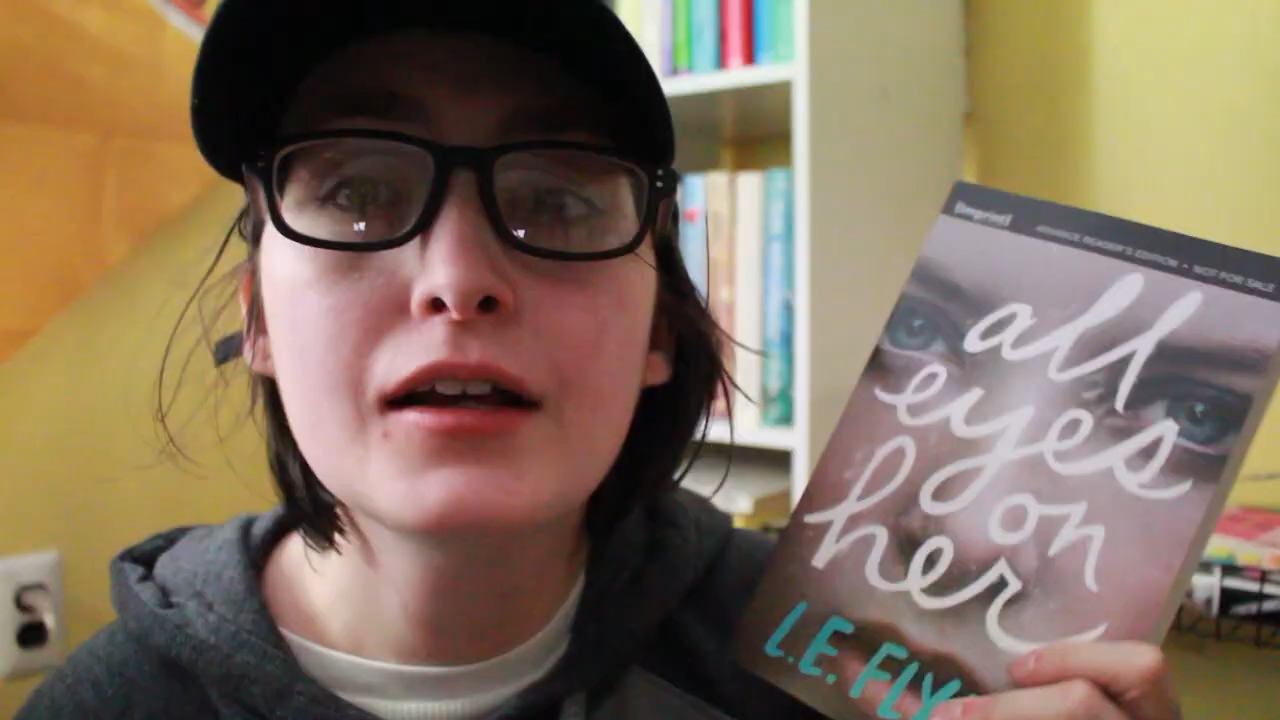 [Imprint]
ADVANCE READER'S EDITION • NOT FOR SALE
all
eyes
on
her
L.E. FLY